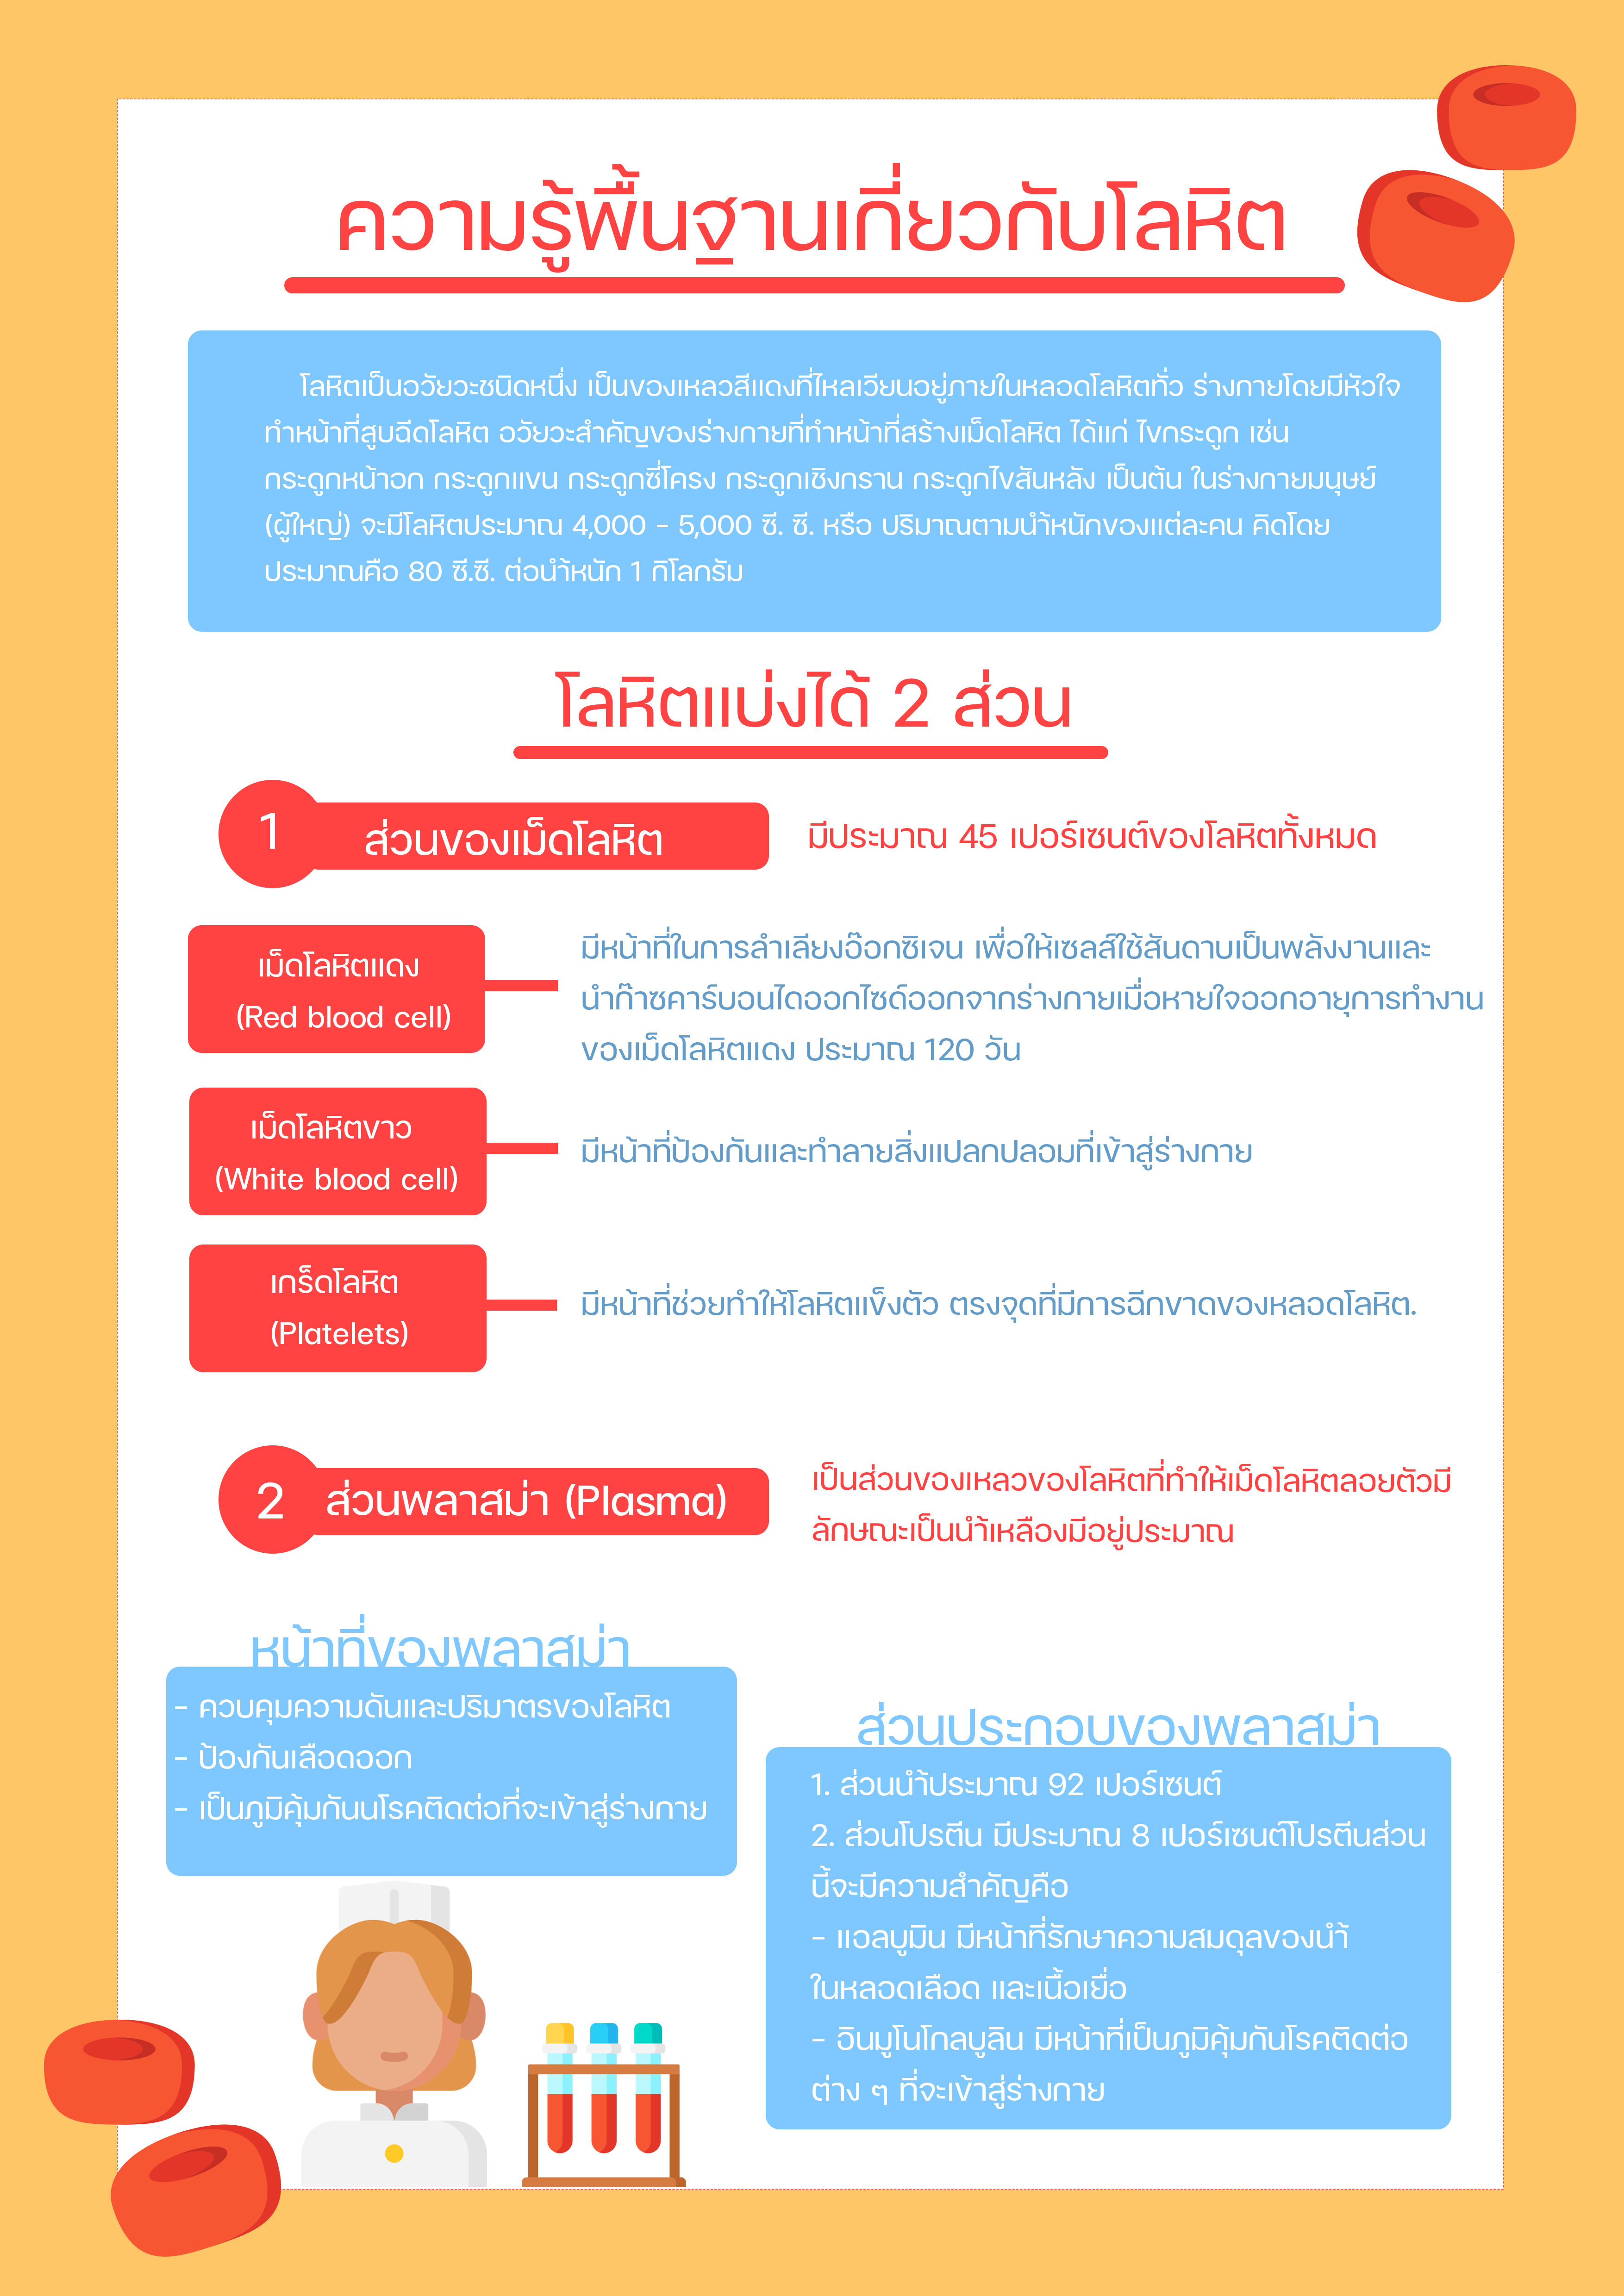 ความรู้พื้นฐานเกี่ยวกับโลหิต
โลหิตเป็นอวัยวะชนิดหนึ่ง เป็นของเหลวสีแดงที่ไหลเวียนอยู่ภายในหลอดโลหิตทั่ว ร่างกายโดยมีหัวใจ
ทำหน้าที่สูบฉีดโลหิต อวัยวะสำคัญของร่างกายที่ทำหน้าที่สร้างเม็ดโลหิต ได้แก่ ไขกระดูก เช่น
กระดูกหน้าอก กระดูกแขน กระดูกซี่โครง กระดูกเชิงกราน กระดูกไขสันหลัง เป็นต้น ในร่างกายมนุษย์
(ผู้ใหญ่) จะมีโลหิตประมาณ 4,000 - 5,000 ซี. ซี. หรือ ปริมาณตามน้ำหนักของแต่ละคน คิดโดย
ประมาณคือ 80 ซี.ซี. ต่อน้ำหนัก 1 กิโลกรัม
โลหิตแบ่งได้ 2 ส่วน
1 ส่วนของเม็ดโลหิต
มีประมาณ 45 เปอร์เซนต์ของโลหิตทั้งหมด
เม็ดโลหิตแดง
(Red blood cell)
มีหน้าที่ในการลำเลียงอ๊อกซิเจน เพื่อให้เซลส์ใช้สันดานเป็นพลังงานและ
นำก๊าซคาร์บอนไดออกไซด์ออกจากร่างกายเมื่อหายใจออกอายุการทำงาน
ของเม็ดโลหิตแดง ประมาณ 120 วัน
เม็ดโลหิตขาว
(White blood cell)
มีหน้าที่ป้องกันและทำลายสิ่งแปลกปลอมที่เข้าสู่ร่างกาย
เกร็ดโลหิต
(Platelets)
มีหน้าที่ช่วยทำให้โลหิตแข็งตัว ตรงจุดที่มีการฉีกขาดของหลอดโลหิต.
2 ส่วนพลาสม่า (Plasma)
เป็นส่วนของเหลวของโลหิตที่ทำให้เม็ดโลหิตลอยตัวมี
ลักษณะเป็นน้ำเหลืองมีอยู่ประมาณ
หน้าที่ของพลาสม่า
- ควบคุมความดันและปริมาตรของโลหิต
- ป้องกันเลือดออก
- เป็นภูมิคุ้มกันนโรคติดต่อที่จะเข้าสู่ร่างกาย
ส่วนประกอบของพลาสม่า
1. ส่วนน้ำประมาณ 92 เปอร์เซนต์
2. ส่วนโปรตีน มีประมาณ 8 เปอร์เซนต์โปรตีนส่วน
นี้จะมีความสำคัญคือ
- แอลบูมิน มีหน้าที่รักษาความสมดุลของน้ำ
ในหลอดเลือด และเนื้อเยื่อ
- อินมูโนโกลบูลิน มีหน้าที่เป็นภูมิคุ้มกันโรคติดต่อ
ต่าง ๆ ที่จะเข้าสู่ร่างกาย